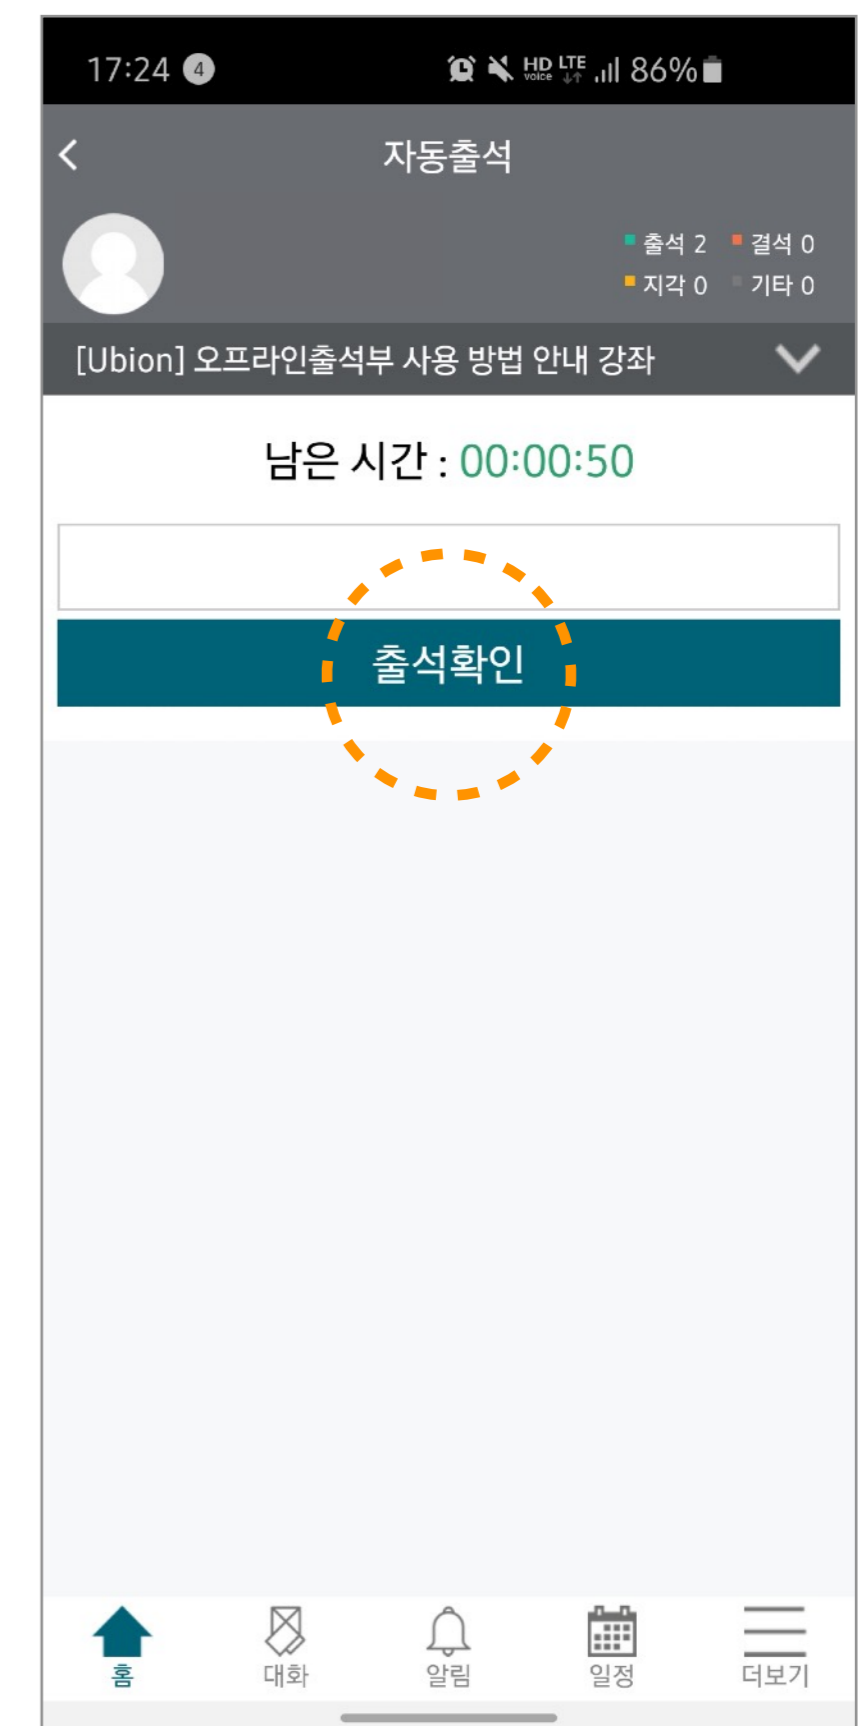 17:24 4 HD voice LTE 86%
자동출석
출석 2 결석 0
지각 0 기타 0
[Ubion] 오프라인출석부 사용 방법 안내 강좌
남은 시간 : 00:00:50
출석확인
홈 대화 알림 일정 더보기